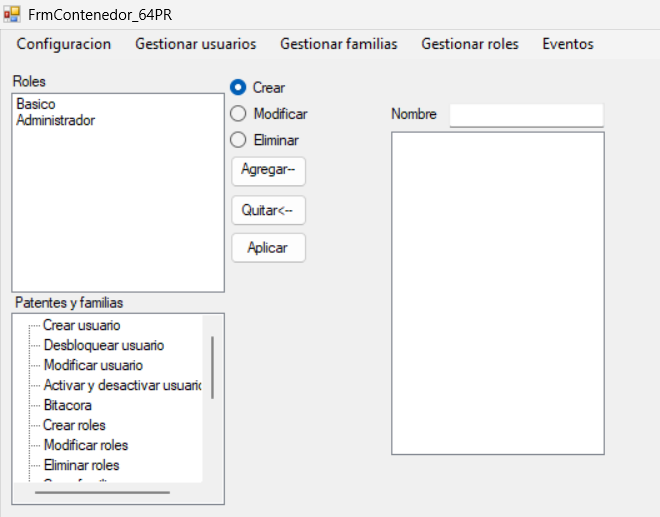 FrmContenedor_64PR
Configuracion Gestionar usuarios Gestionar familias Gestionar roles Eventos
Roles
Basico
Administrador
Crear
Modificar
Eliminar
Agregar--
Quitar<--
Aplicar
Nombre
Patentes y familias
Crear usuario
Desbloquear usuario
Modificar usuario
Activar y desactivar usuario
Bitacora
Crear roles
Modificar roles
Eliminar roles